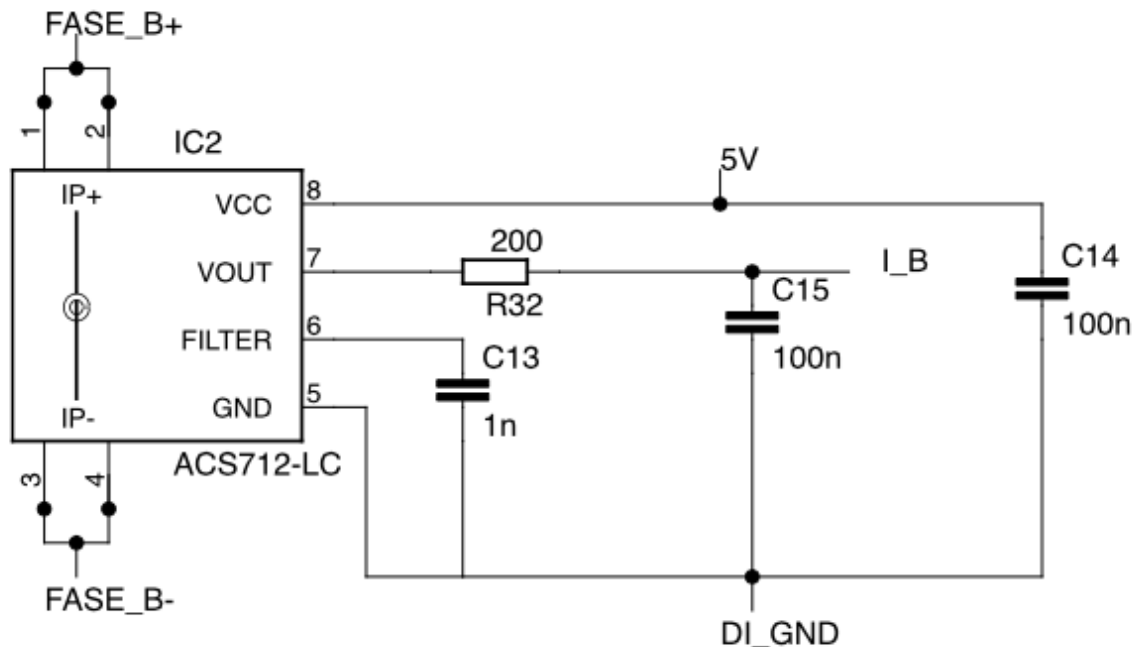 FASE_B+
1
2
IC2
IP+
VCC
8
5V
VOUT
7
200
R32
I_B
C14
100n
C15
100n
FILTER
6
C13
1n
GND
5
IP-
ACS712-LC
3
4
FASE_B-
DI_GND